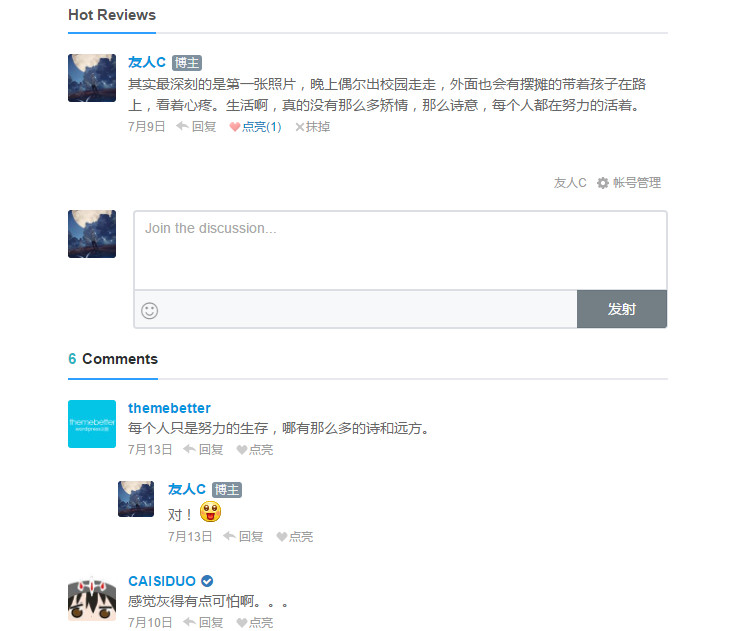 Hot Reviews
友人C 博主
其实最深刻的是第一张照片，晚上偶尔出校园走走，外面也会有摆摊的带着孩子在路
上，看着心疼。生活啊，真的没有那么多矫情，那么诗意，每个人都在努力的活着。
7月9日 回复 点亮(1) 抹掉
友人C 帐号管理
Join the discussion...
发射
6 Comments
themebetter
themebetter
每个人只是努力的生存，哪有那么多的诗和远方。
7月13日 回复 点亮
友人C 博主
对！
7月13日 回复 点亮
CAISIDUO
感觉灰得有点可怕啊。。。
7月10日 回复 点亮